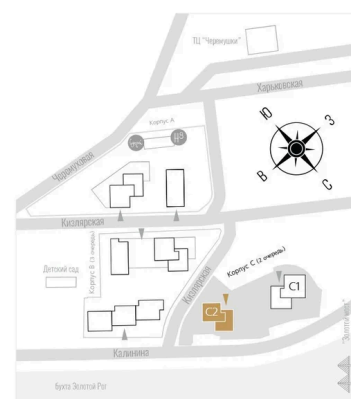 ТЦ "Черемушки"
Харьковская
Корпус А
Ю
З
В
С
Черемуховая
Кизлярская
Корпус В (3 очередь)
Детский сад
Кизлярская
Корпус С (2 очередь)
С1
С2
Калинина
бухта Золотой Рог